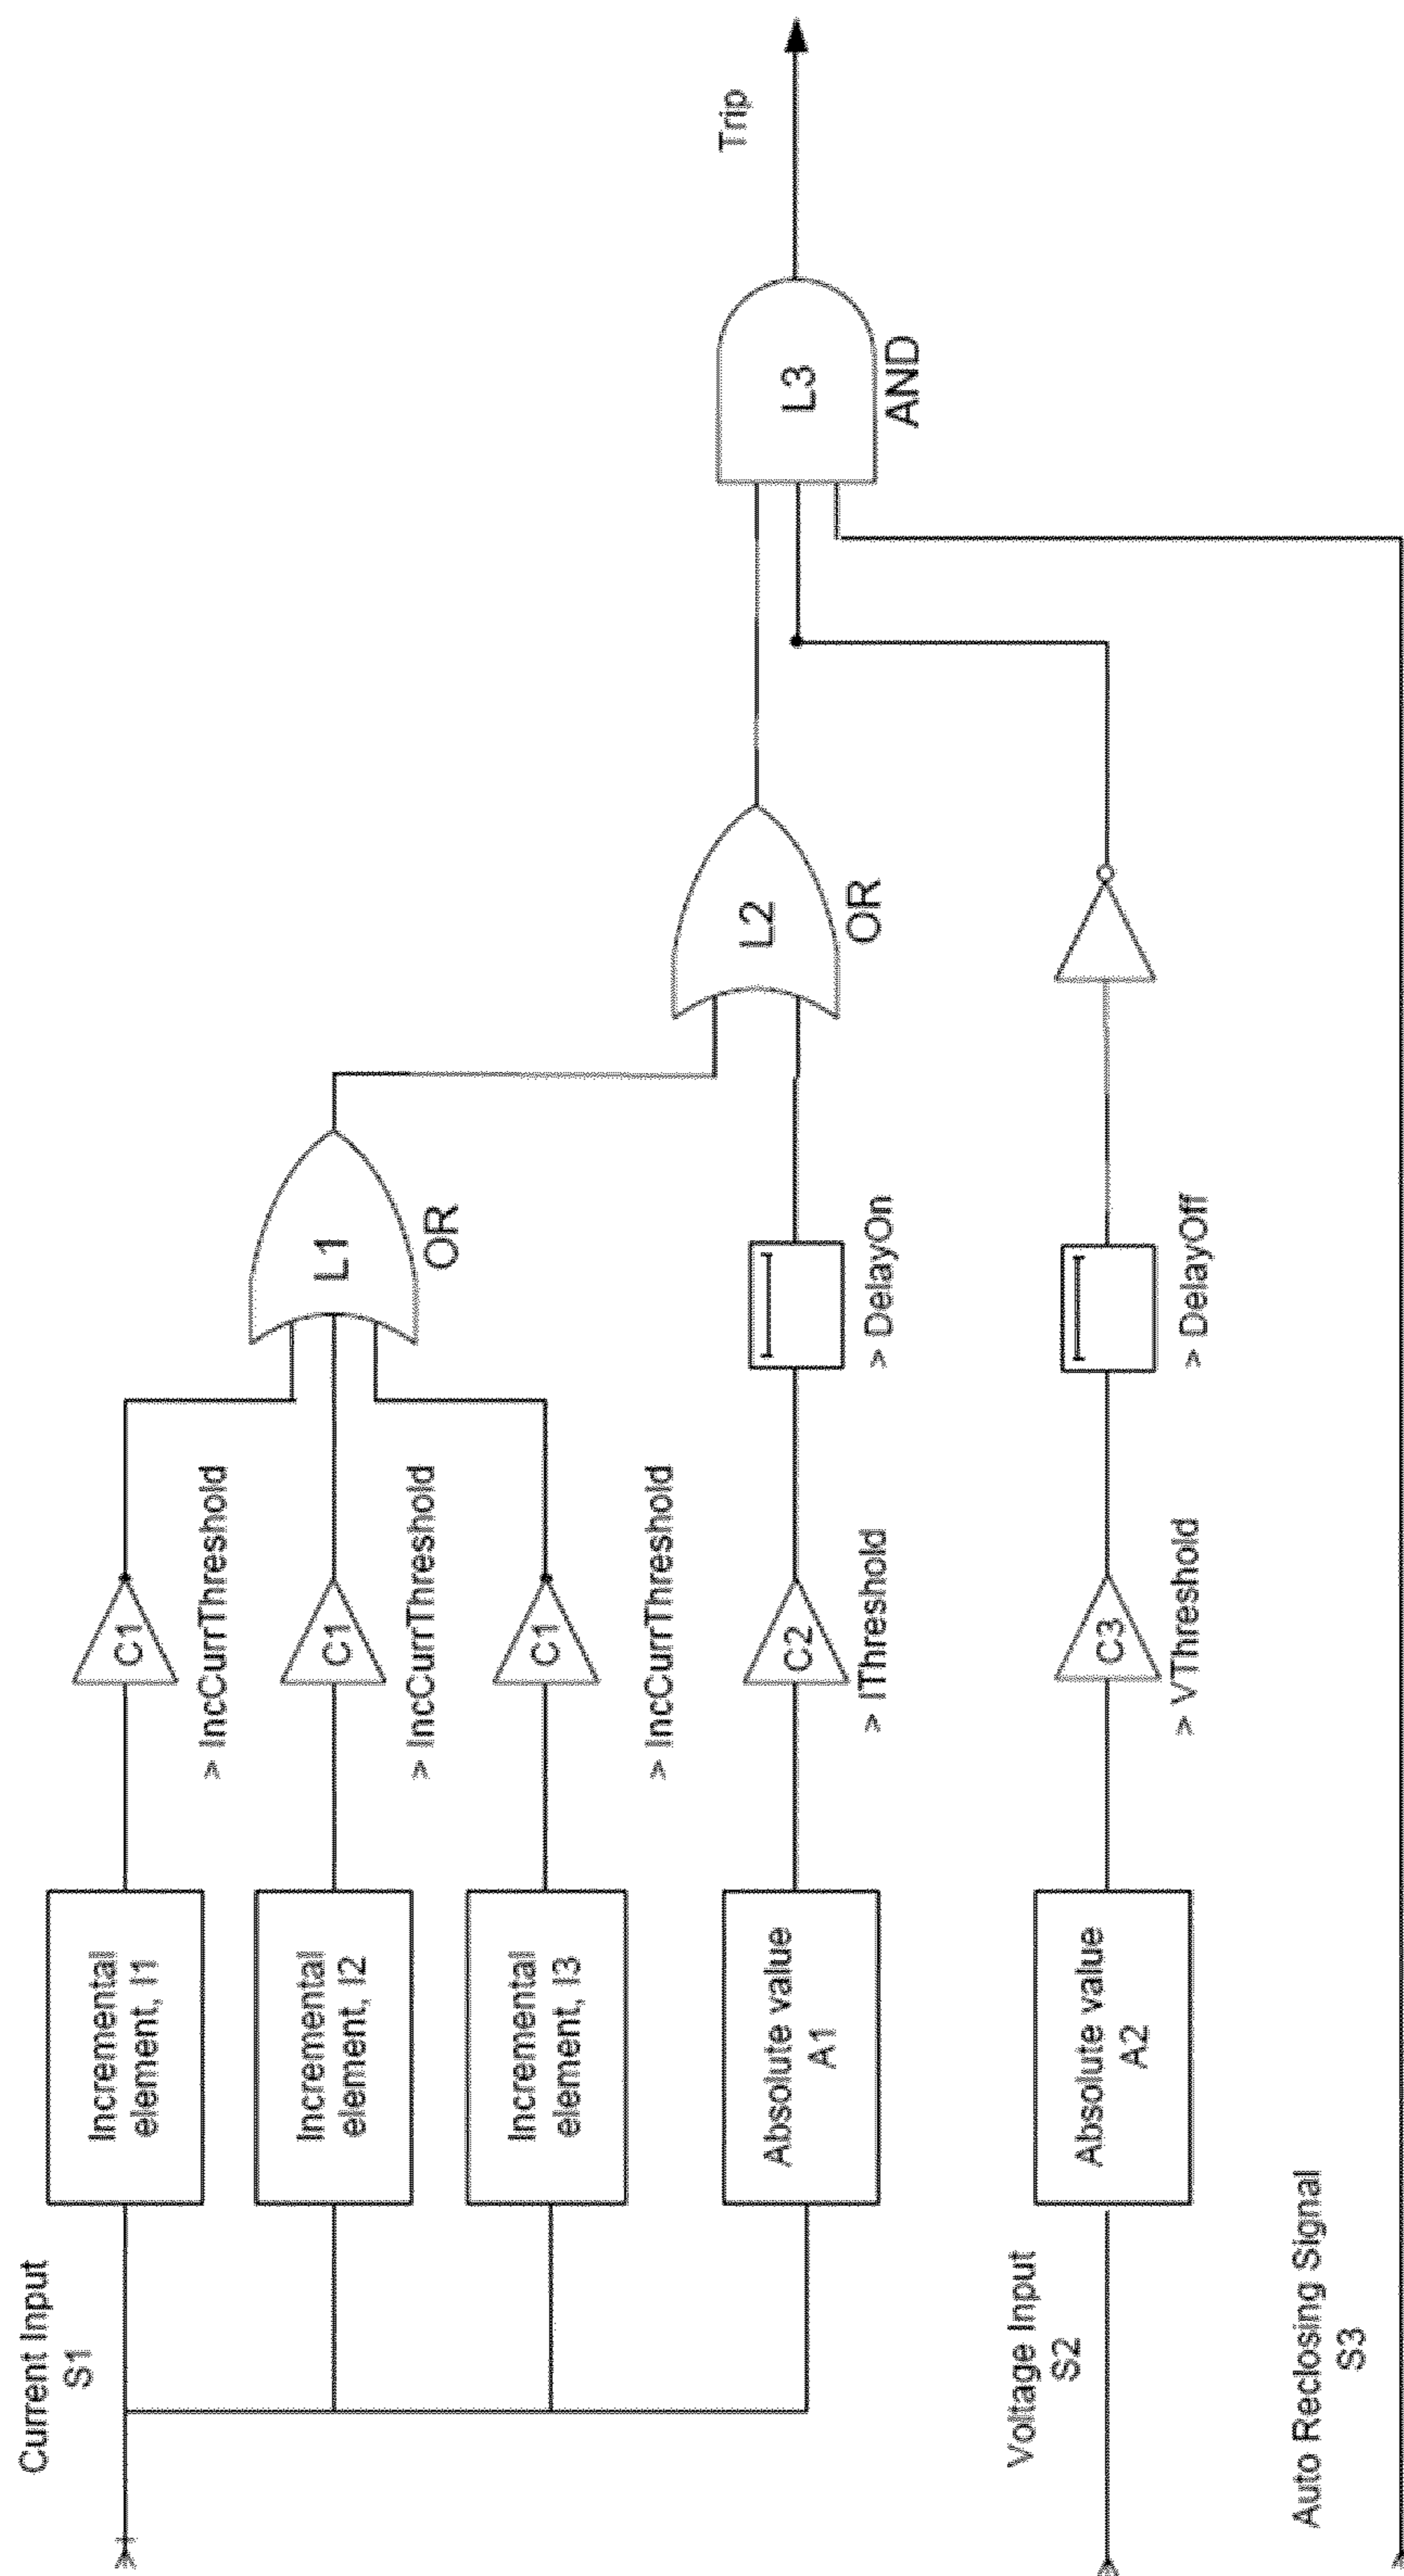 Current Input
S1
Incremental
element, I1
C1
> IncCurrThreshold
Incremental
element, I2
C1
> IncCurrThreshold
L1
OR
Incremental
element, I3
C1
> IncCurrThreshold
Absolute value
A1
C2
> IThreshold
> DelayOn
L2
OR
L3
AND
Trip
Voltage Input
S2
Absolute value
A2
C3
> VThreshold
> DelayOff
Auto Reclosing Signal
S3